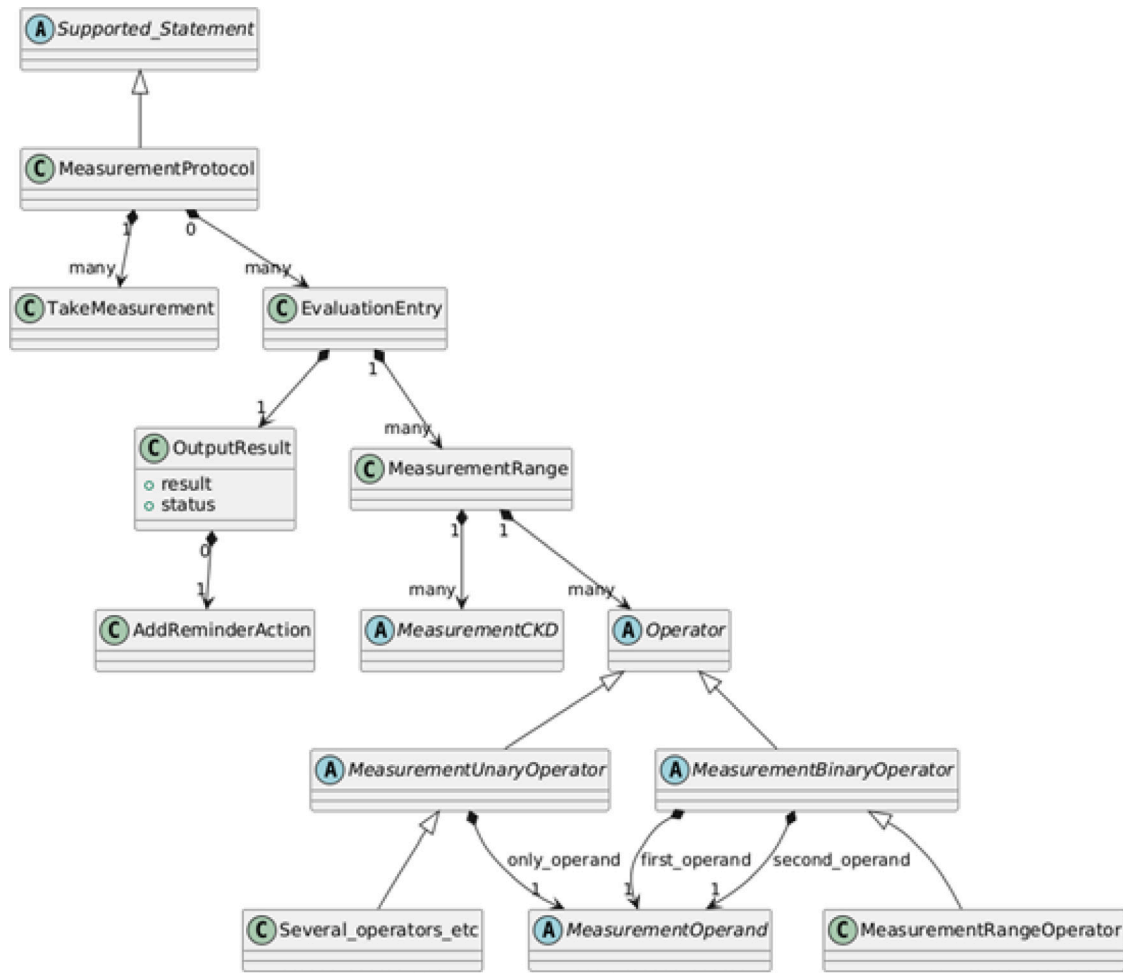 A Supported_Statement
C MeasurementProtocol
1 0
many many
C TakeMeasurement C EvaluationEntry
1 1
many
C OutputResult
result
status
C MeasurementRange
0 1 1
1 many many
C AddReminderAction A MeasurementCKD A Operator
A MeasurementUnaryOperator A MeasurementBinaryOperator
only_operand first_operand second_operand
1 1 1
C Several_operators_etc A MeasurementOperand C MeasurementRangeOperator